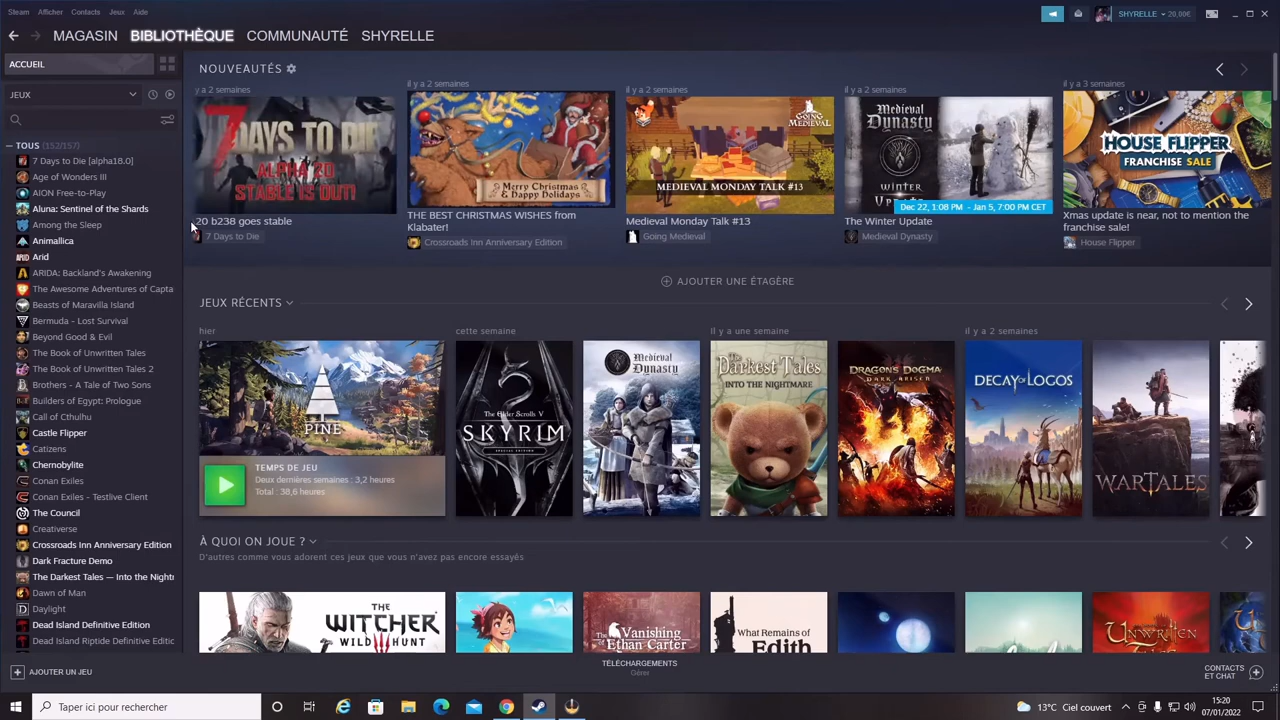 Steam Afficher Contacts Jeux Aide
SHYRELLE 20,00€
MAGASIN BIBLIOTHÈQUE COMMUNAUTÉ SHYRELLE
ACCUEIL
JEUX
TOUS (152/157)
7 Days to Die [alpha18.0]
Age of Wonders III
AION Free-to-Play
Aluna: Sentinel of the Shards
Among the Sleep
Animallica
Arid
ARIDA: Backland's Awakening
The Awesome Adventures of Capta
Beasts of Maravilla Island
Bermuda - Lost Survival
Beyond Good & Evil
The Book of Unwritten Tales
The Book of Unwritten Tales 2
Brothers - A Tale of Two Sons
Builders of Egypt: Prologue
Call of Cthulhu
Castle Flipper
Catizens
Chernobylite
Conan Exiles
Conan Exiles - Testlive Client
The Council
Creativerse
Crossroads Inn Anniversary Edition
Dark Fracture Demo
The Darkest Tales — Into the Nightm
Dawn of Man
Daylight
Dead Island Definitive Edition
Dead Island Riptide Definitive Editic
AJOUTER UN JEU
NOUVEAUTÉS
y a 2 semaines
7 DAYS TO DIE
ALPHA 20
STABLE IS OUT!
20 b238 goes stable
7 Days to Die
il y a 2 semaines
Merry Christmas
& Happy Holidays
THE BEST CHRISTMAS WISHES from
Klabater!
Crossroads Inn Anniversary Edition
il y a 2 semaines
GOING
MEDIEVAL
MEDIEVAL MONDAY TALK #13
Medieval Monday Talk #13
Going Medieval
il y a 2 semaines
Medieval
Dynasty
WINTER
Dec 22, 1:08 PM - Jan 5, 7:00 PM CET
The Winter Update
Medieval Dynasty
il y a 3 semaines
HOUSE FLIPPER
FRANCHISE SALE
Xmas update is near, not to mention the
franchise sale!
House Flipper
AJOUTER UNE ÉTAGÈRE
JEUX RÉCENTS
hier
PINE
TEMPS DE JEU
Deux dernières semaines : 3,2 heures
Total : 38,6 heures
cette semaine
The Elder Scrolls V
SKYRIM
SPECIAL EDITION
Medieval
Dynasty
Il y a une semaine
The
Darkest Tales
INTO THE NIGHTMARE
DRAGON'S DOGMA
DARK ARISEN
il y a 2 semaines
DECAY OF LOGOS
WARTALES
À QUOI ON JOUE ?
D'autres comme vous adorent ces jeux que vous n'avez pas encore essayés
THE
WITCHER
WILD HUNT
The
Vanishing
of Ethan Carter
What Remains of
Edith
UNWRITTEN
TÉLÉCHARGEMENTS
Gérer
CONTACTS
ET CHAT
Taper ici pour rechercher
13°C Ciel couvert
15:20
07/01/2022